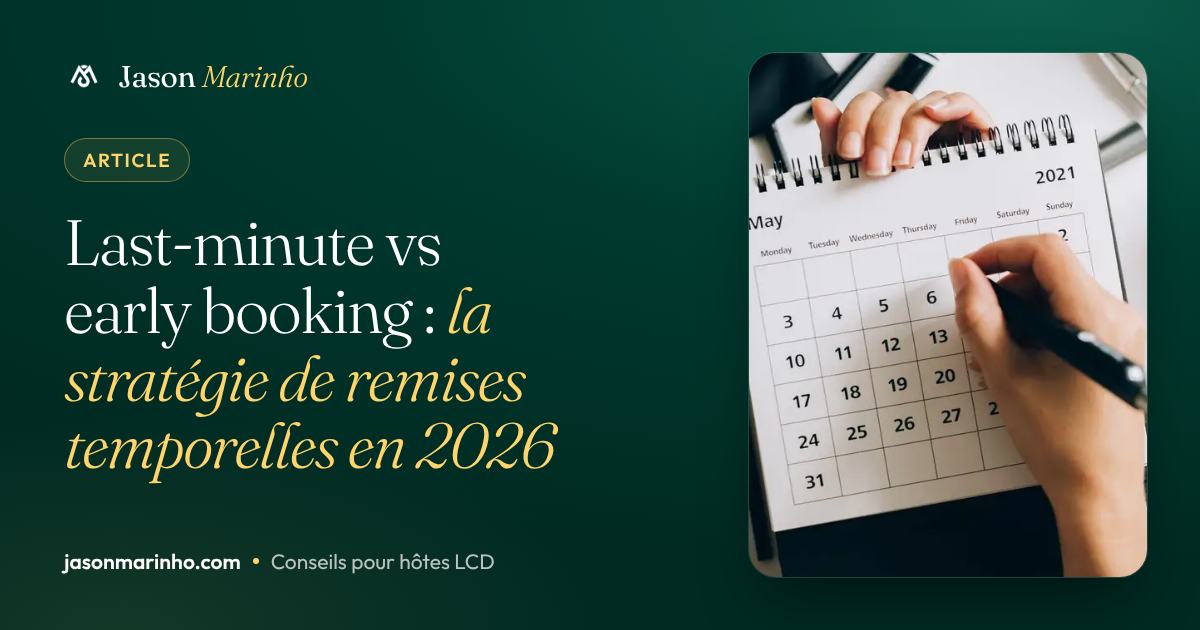 Jason Marinho
ARTICLE
Last-minute vs
early booking : la
stratégie de remises
temporelles en 2026
jasonmarinho.com • Conseils pour hôtes LCD
2021
May
Monday Tuesday Wednesday Thursday Friday Saturday Sunday
2
3 4 5 6
10 11 12 13
17 18 19 20
24 25 26 27
31